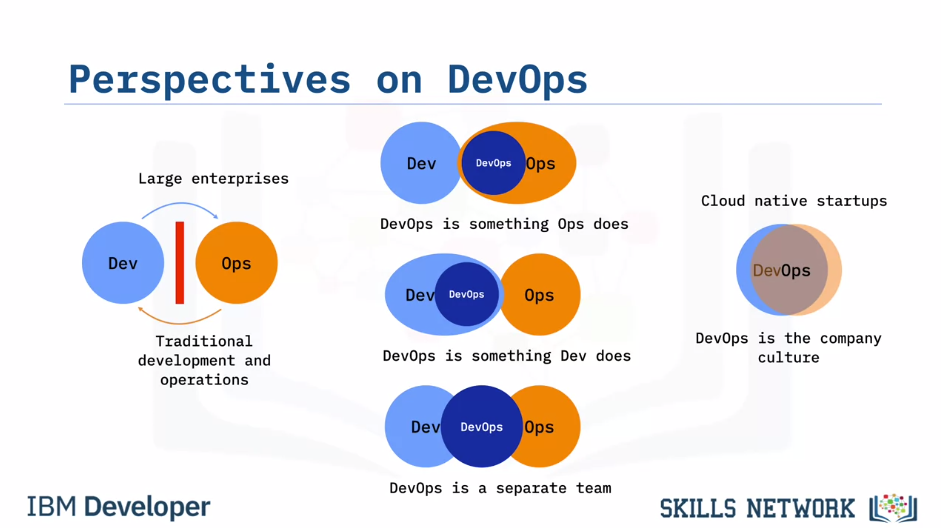 Perspectives on DevOps
Large enterprises
Dev
Ops
Traditional
development and
operations
Dev
DevOps
Ops
DevOps is something Ops does
Dev
DevOps
Ops
DevOps is something Dev does
Dev
DevOps
Ops
DevOps is a separate team
Cloud native startups
DevOps
DevOps is the company
culture
IBM Developer
SKILLS NETWORK